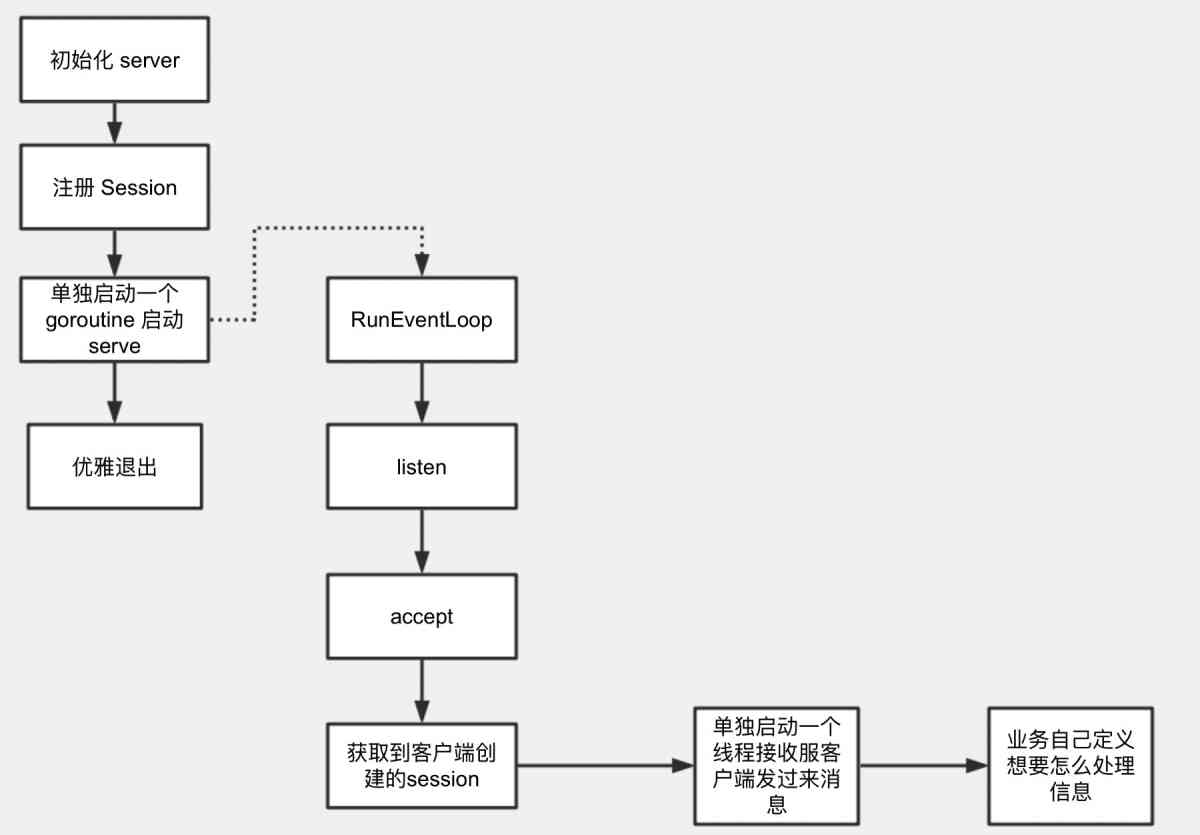 初始化 server
注册 Session
单独启动一个
goroutine 启动
serve
优雅退出
RunEventLoop
listen
accept
获取到客户端创
建的session
单独启动一个
线程接收服客
户端发过来消
息
业务自己定义
想要怎么处理
信息